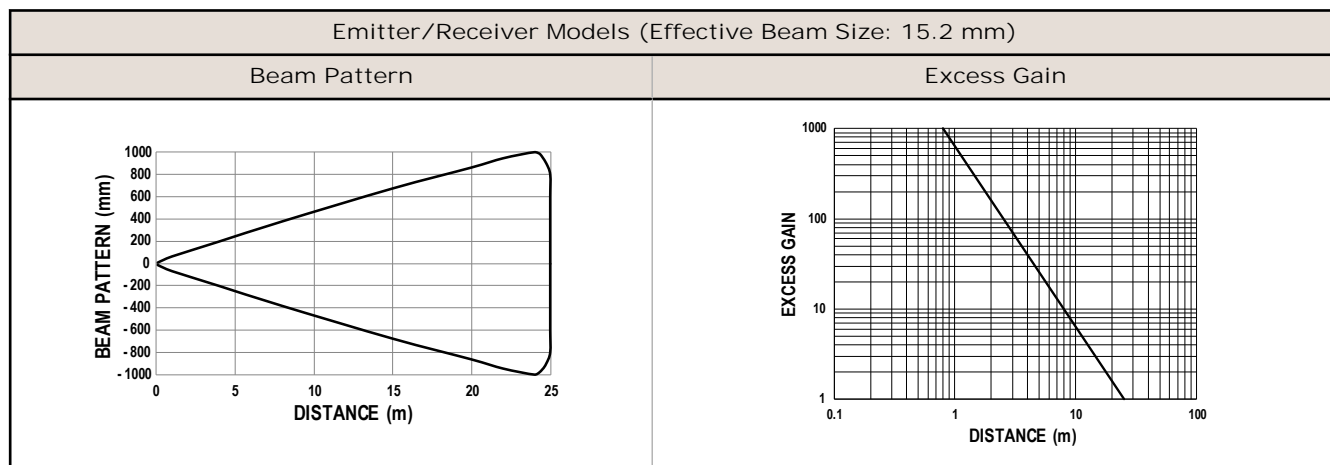 Emitter/Receiver Models (Effective Beam Size: 15.2 mm)
Beam Pattern
Excess Gain
1000
800
600
400
200
0
- 200
- 400
- 600
- 800
- 1000
BEAM PATTERN (mm)
0 5 10 15 20 25
DISTANCE (m)
1000
100
10
1
EXCESS GAIN
0.1 1 10 100
DISTANCE (m)